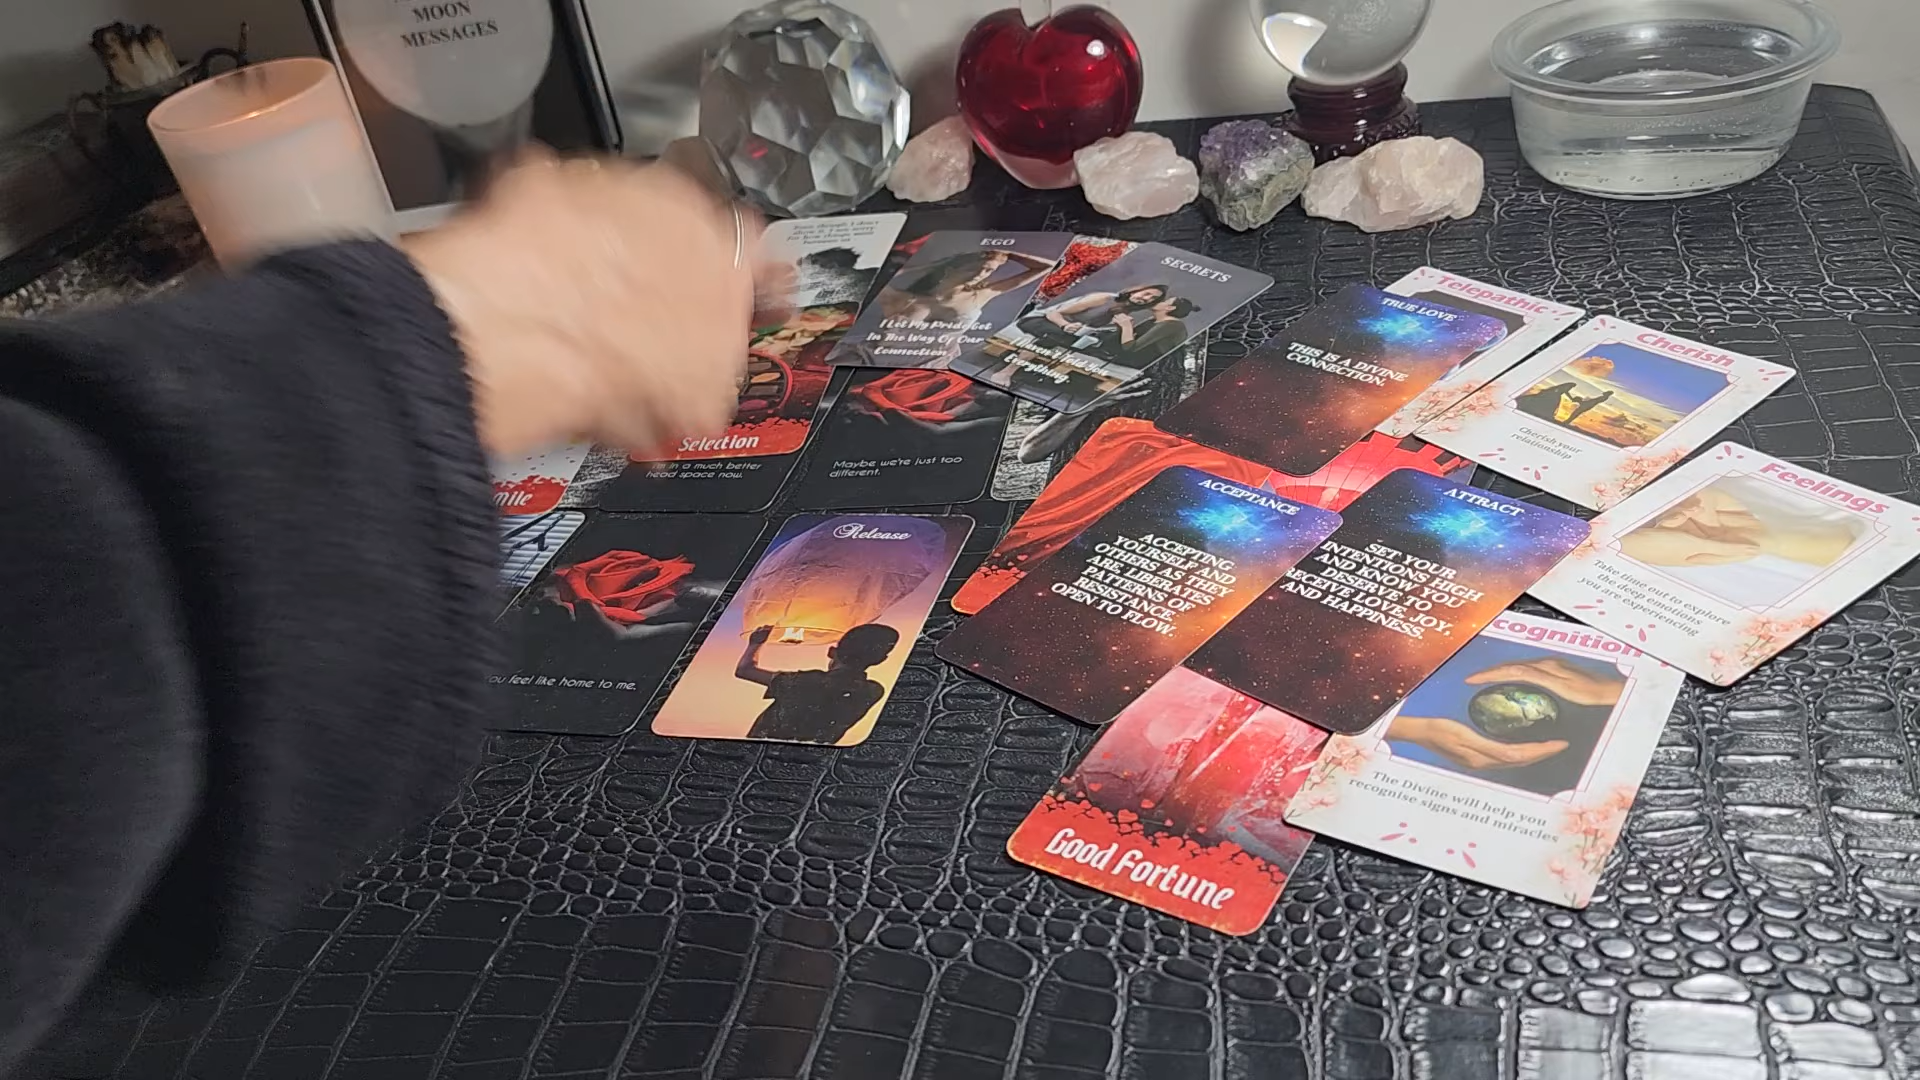 MOON
MESSAGES
EGO
I Let My Pride Get
In The Way Of Our
Connection.
SECRETS
I Haven't Told You
Everything.
TRUE LOVE
THIS IS A DIVINE
CONNECTION.
Telepathic
Cherish
Cherish your
relationship
Selection
I'm in a much better
head space now.
Maybe we're just too
different.
Feelings
Take time out to explore
the deep emotions
you are experiencing
Release
ou feel like home to me.
ACCEPTANCE
ACCEPTING
YOURSELF AND
OTHERS AS THEY
ARE, LIBERATES
PATTERNS OF
RESISTANCE.
OPEN TO FLOW.
ATTRACT
SET YOUR
INTENTIONS HIGH
AND KNOW YOU
DESERVE TO
RECEIVE LOVE, JOY,
AND HAPPINESS.
cognition
The Divine will help you
recognise signs and miracles
Good Fortune